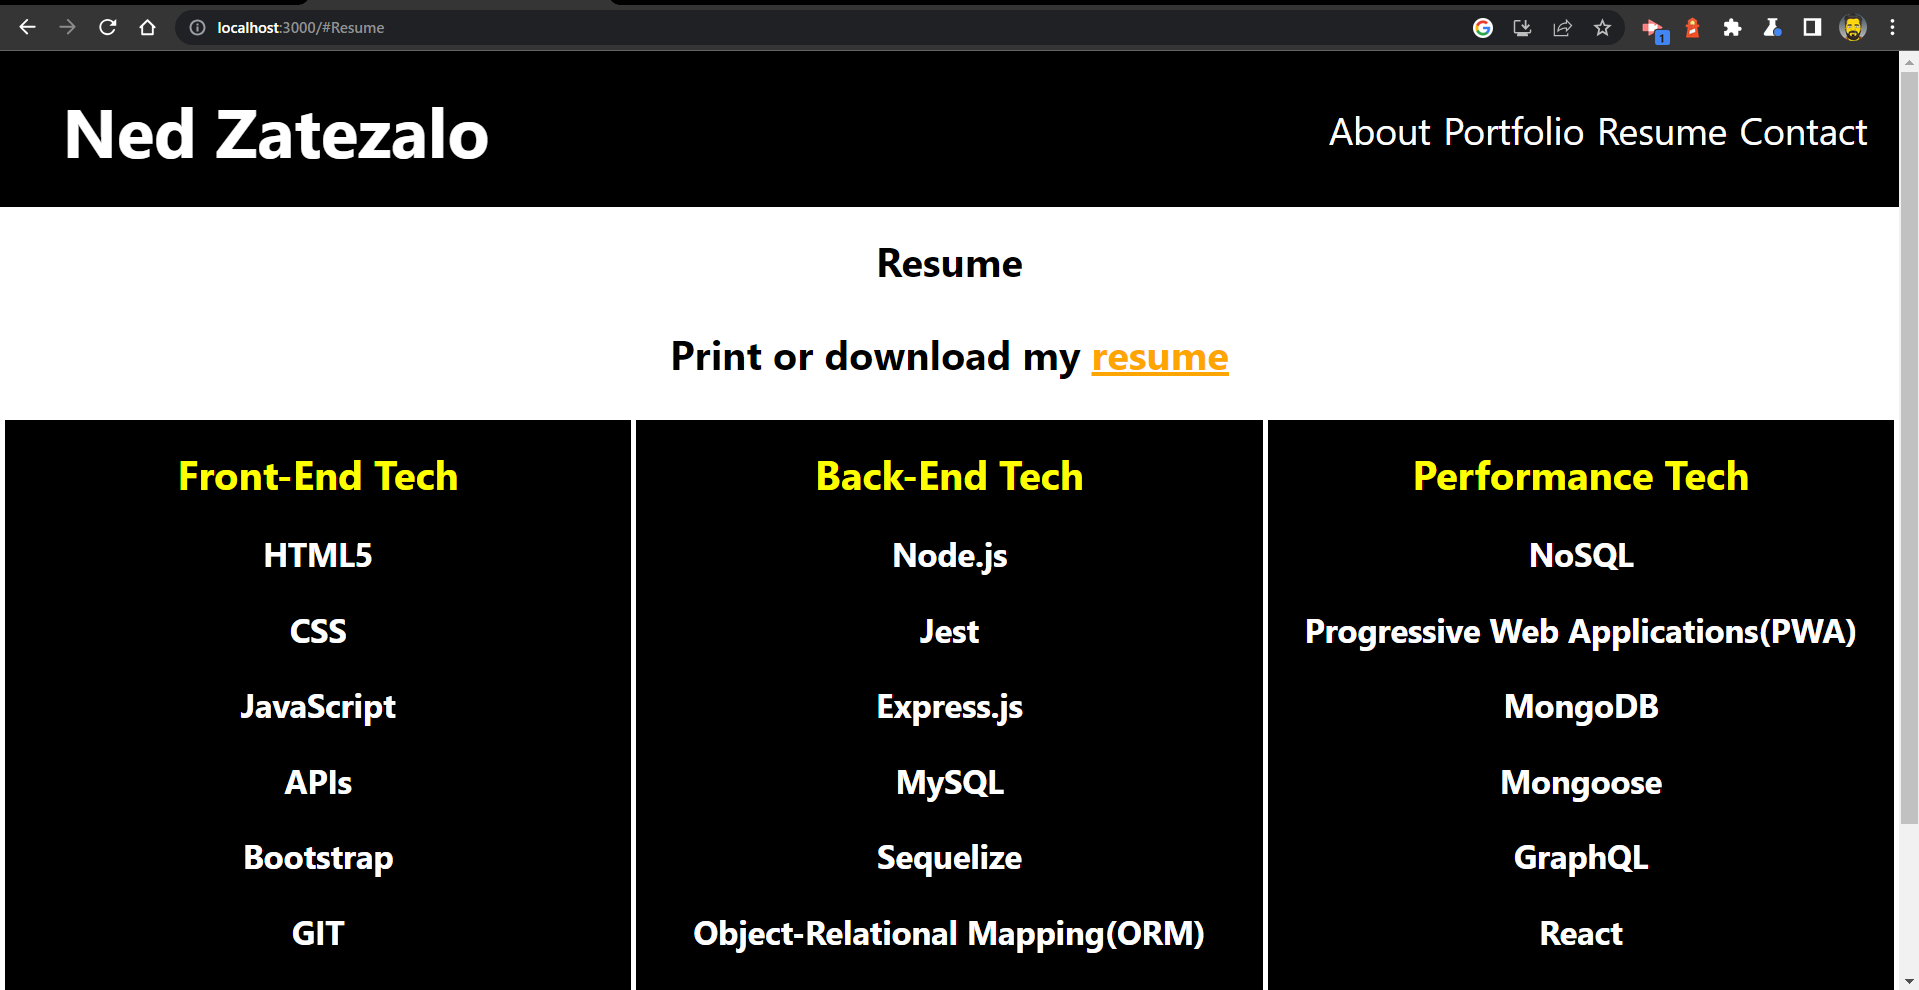 localhost:3000/#Resume
1
Ned Zatezalo
About Portfolio Resume Contact
Resume
Print or download my resume
Front-End Tech
HTML5
CSS
JavaScript
APIs
Bootstrap
GIT
Back-End Tech
Node.js
Jest
Express.js
MySQL
Sequelize
Object-Relational Mapping(ORM)
Performance Tech
NoSQL
Progressive Web Applications(PWA)
MongoDB
Mongoose
GraphQL
React